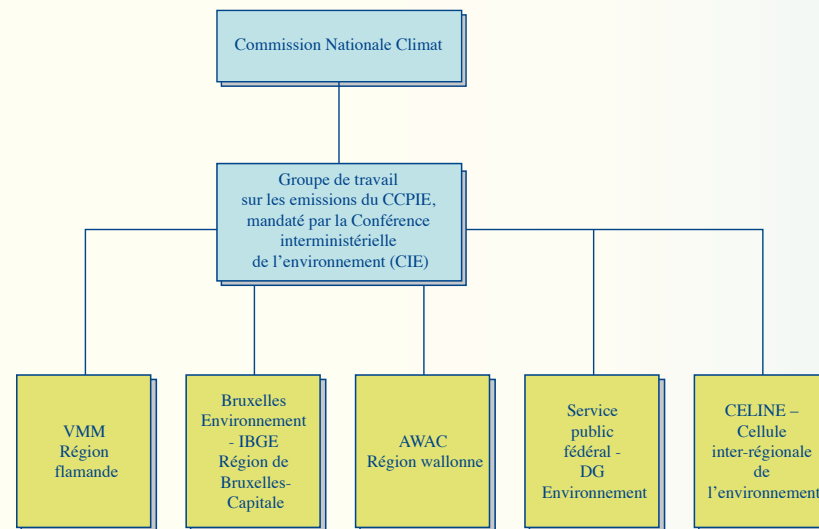 Commission Nationale Climat
Groupe de travail
sur les emissions du CCPIE,
mandaté par la Conférence
interministérielle
de l’environnement (CIE)
VMM
Région
flamande
Bruxelles
Environnement
- IBGE
Région de
Bruxelles-
Capitale
AWAC
Région wallonne
Service
public
fédéral -
DG
Environnement
CELINE –
Cellule
inter-régionale
de
l’environnement